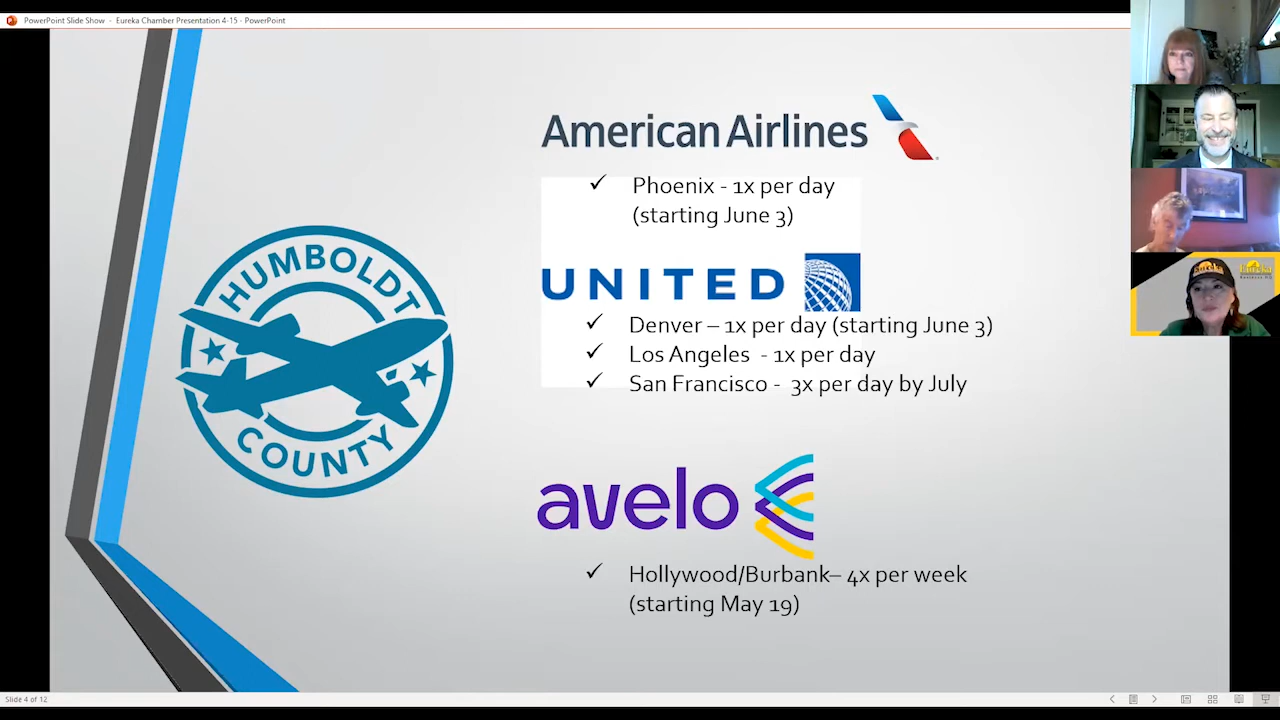 PowerPoint Slide Show - Eureka Chamber Presentation 4-15 - PowerPoint
American Airlines
✓ Phoenix - 1x per day
(starting June 3)
HUMBOLDT
COUNTY
UNITED
✓ Denver – 1x per day (starting June 3)
✓ Los Angeles - 1x per day
✓ San Francisco - 3x per day by July
avelo
✓ Hollywood/Burbank– 4x per week
(starting May 19)
Eureka
Eureka
Slide 4 of 12